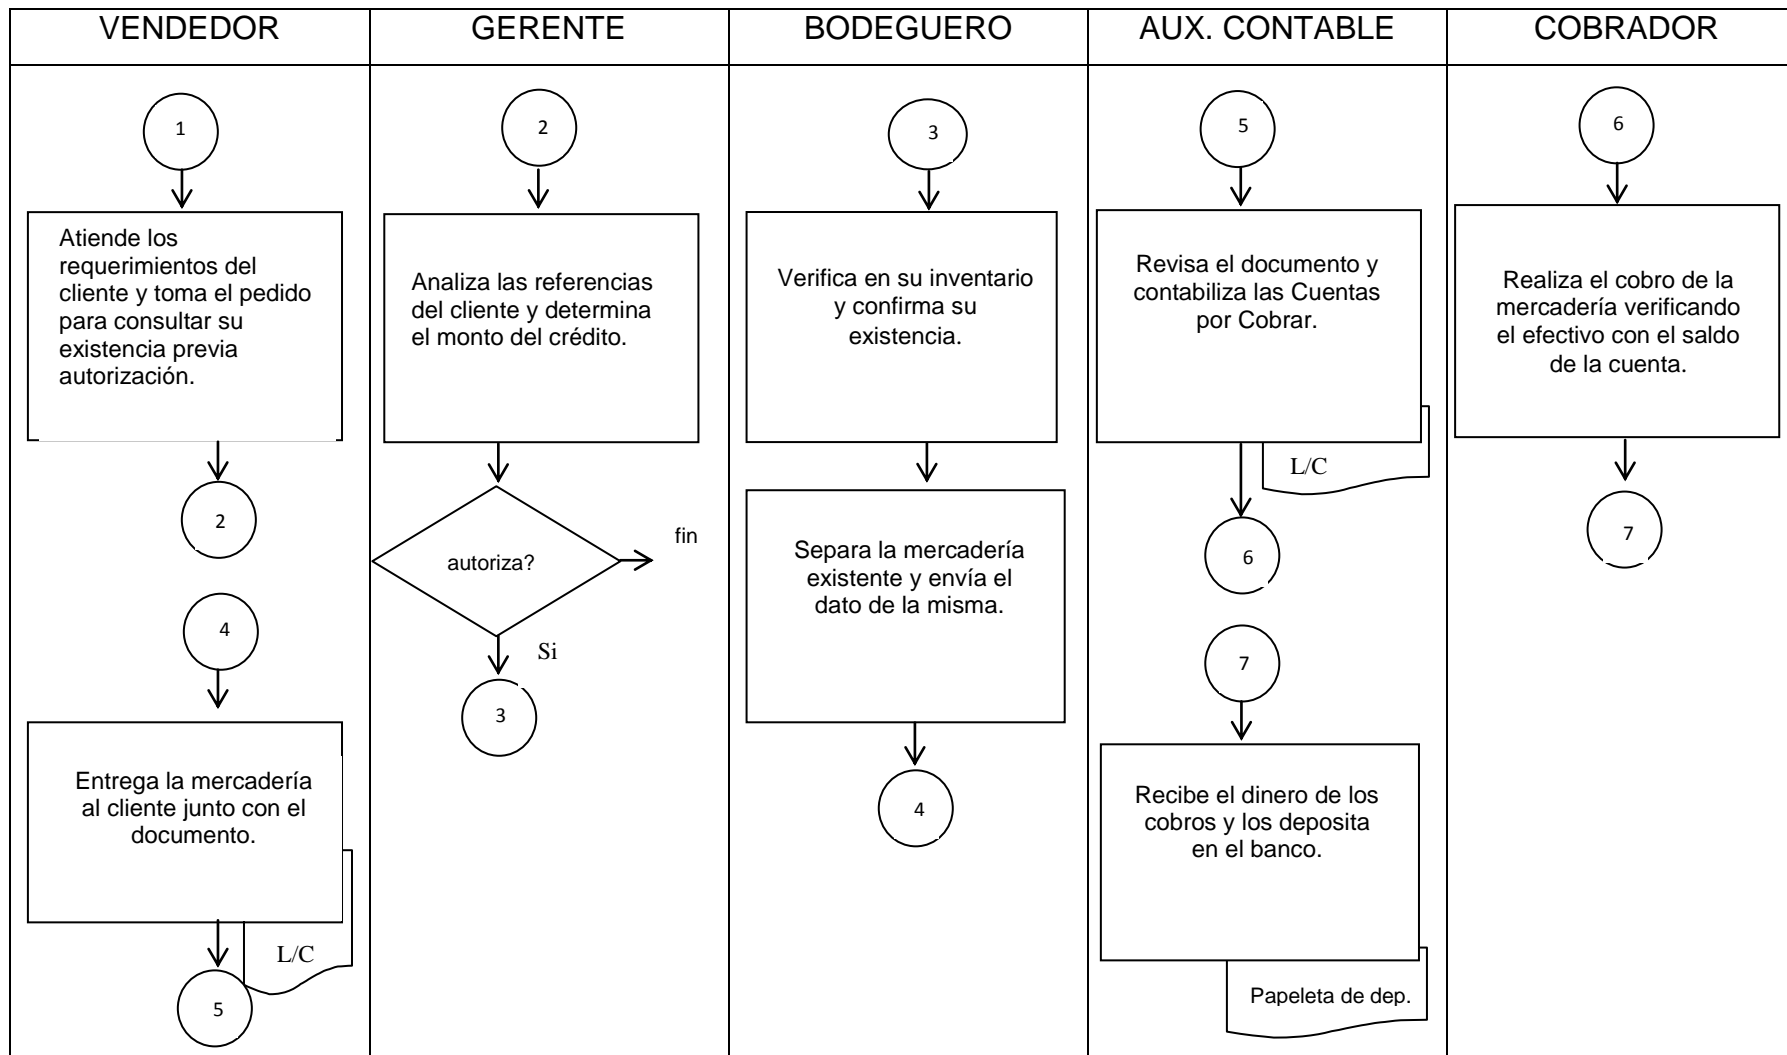 VENDEDOR
GERENTE
BODEGUERO
AUX. CONTABLE
COBRADOR
1
Atiende los
requerimientos del
cliente y toma el pedido
para consultar su
existencia previa
autorización.
2
4
Entrega la mercadería
al cliente junto con el
documento.
L/C
5
2
Analiza las referencias
del cliente y determina
el monto del crédito.
autoriza?
fin
Si
3
3
Verifica en su inventario
y confirma su
existencia.
Separa la mercadería
existente y envía el
dato de la misma.
4
5
Revisa el documento y
contabiliza las Cuentas
por Cobrar.
L/C
6
7
Recibe el dinero de los
cobros y los deposita
en el banco.
Papeleta de dep.
6
Realiza el cobro de la
mercadería verificando
el efectivo con el saldo
de la cuenta.
7